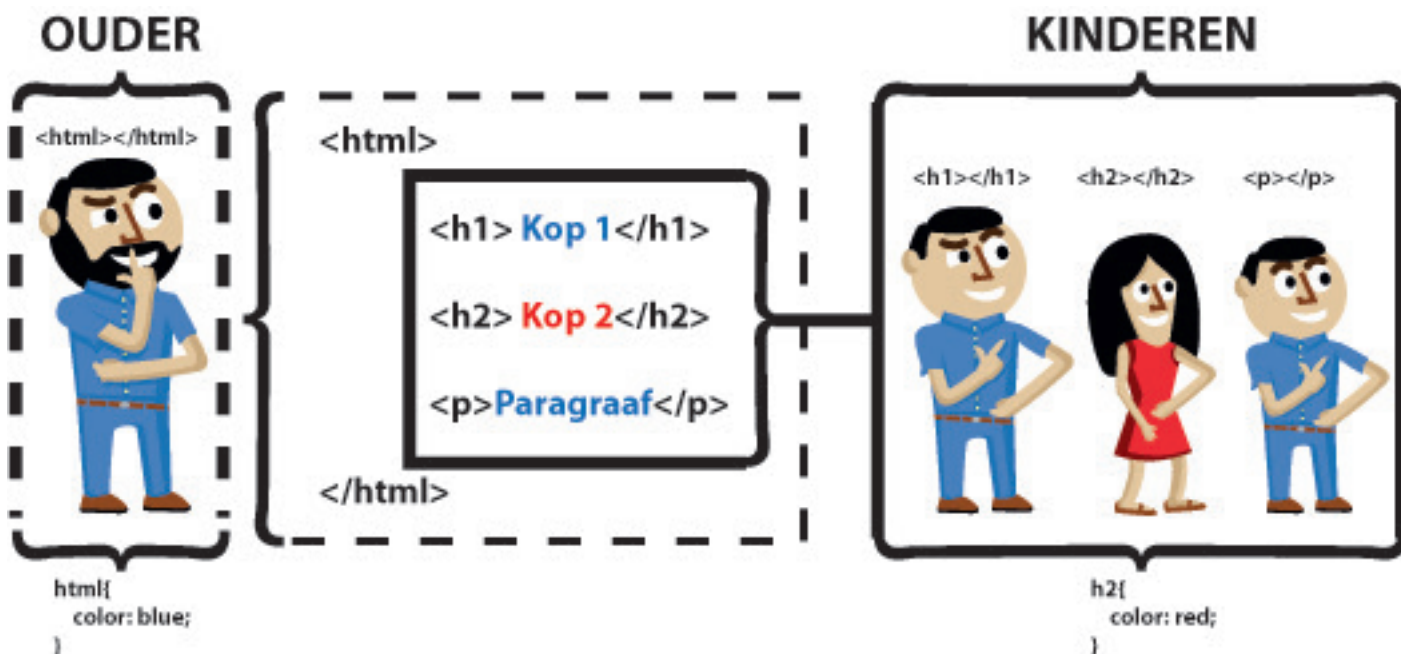 OUDER
<html></html>
html{
color: blue;
}
<html>
<h1> Kop 1</h1>
<h2> Kop 2</h2>
<p>Paragraaf</p>
</html>
KINDEREN
<h1></h1> <h2></h2> <p></p>
h2{
color: red;
}